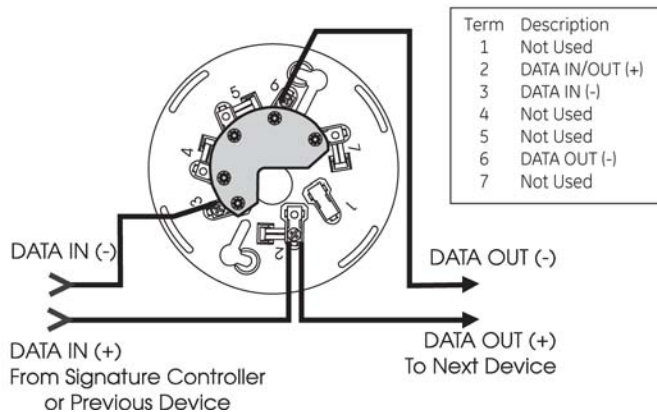 Term Description
1 Not Used
2 DATA IN/OUT (+)
3 DATA IN (-)
4 Not Used
5 Not Used
6 DATA OUT (-)
7 Not Used
6
5
7
4
1
3
2
DATA IN (-)
DATA OUT (-)
DATA IN (+)
From Signature Controller
or Previous Device
DATA OUT (+)
To Next Device